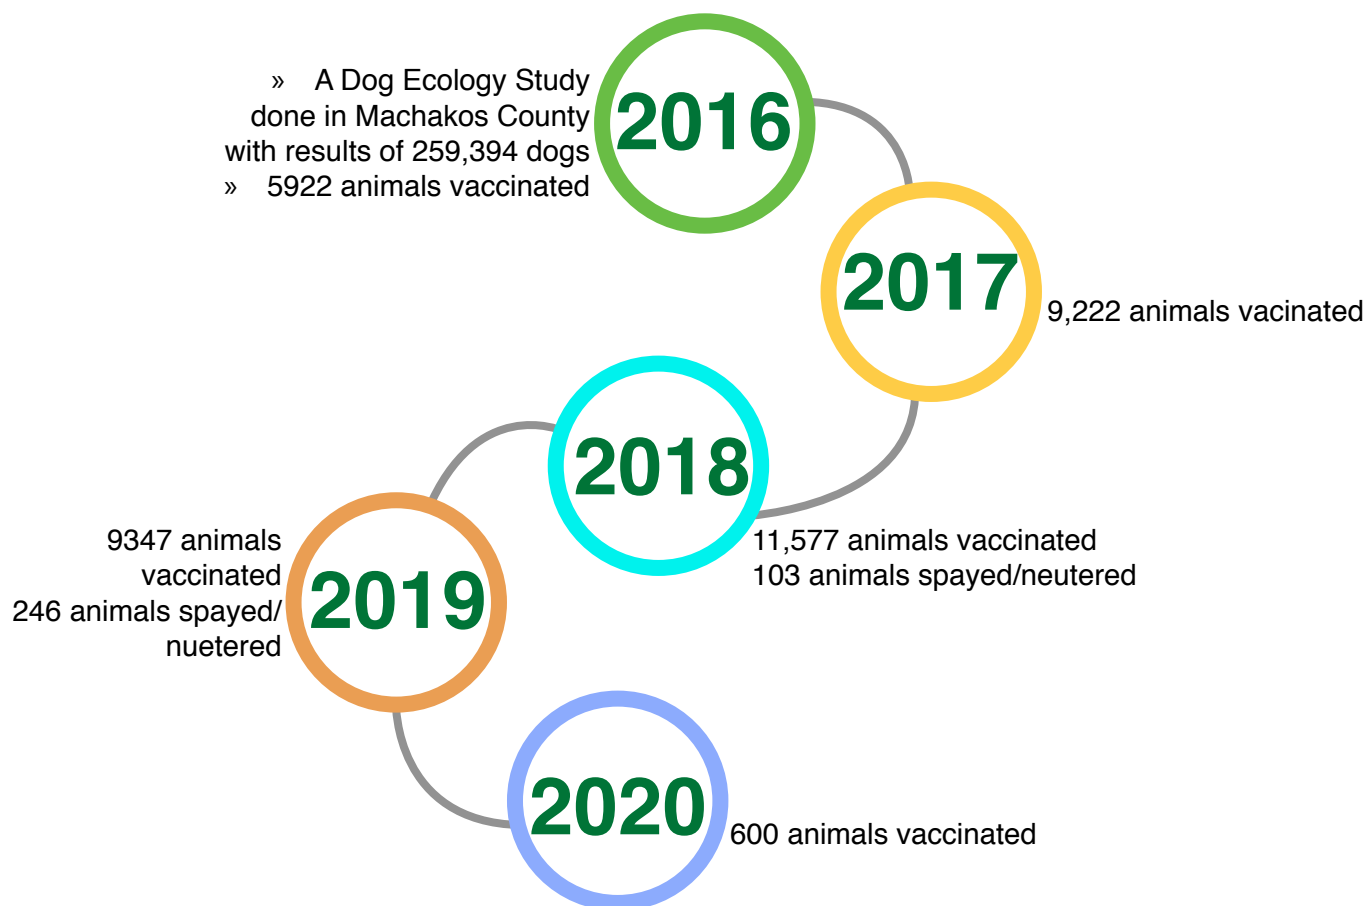 » A Dog Ecology Study
done in Machakos County
with results of 259,394 dogs
» 5922 animals vaccinated
2016
2017
9,222 animals vacinated
2018
11,577 animals vaccinated
103 animals spayed/neutered
9347 animals
vaccinated
246 animals spayed/
nuetered
2019
2020
600 animals vaccinated